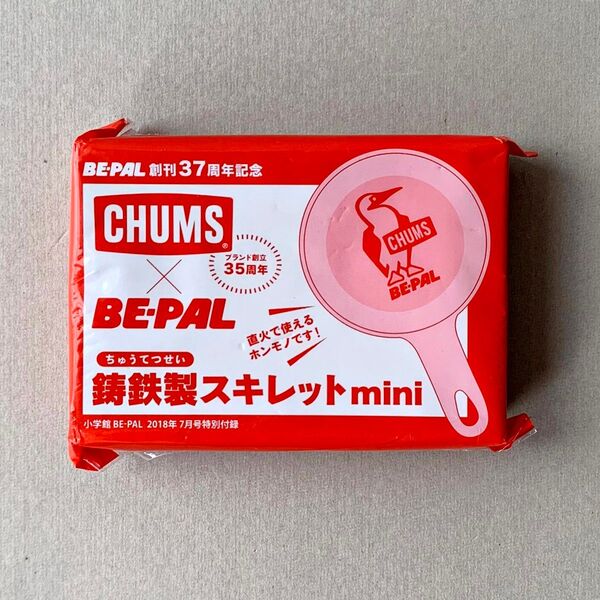 BE-PAL 創刊37周年記念
CHUMS®
×
ブランド創立
35周年
BE-PAL
直火で使える
ホンモノです!
ちゅうてつせい
鋳鉄製スキレットmini
小学館 BE-PAL 2018年 7月号特別付録
CHUMS
BE-PAL